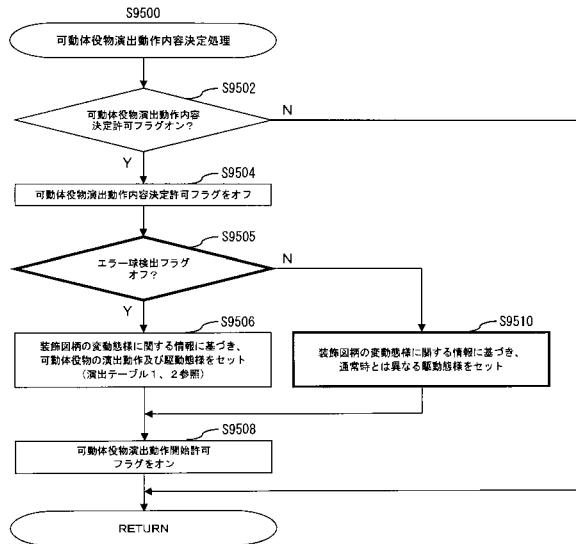 S9500
可動体役物演出動作内容決定処理
S9502
可動体役物演出動作内容
決定許可フラグオン？
N
Y
S9504
可動体役物演出動作内容決定許可フラグをオフ
S9505
エラー球検出フラグ
オフ？
N
Y
S9506
装飾図柄の変動態様に関する情報に基づき、
可動体役物の演出動作及び駆動態様をセット
（演出テーブル１、２参照）
S9510
装飾図柄の変動態様に関する情報に基づき、
通常時とは異なる駆動態様をセット
S9508
可動体役物演出動作開始許可
フラグをオン
RETURN